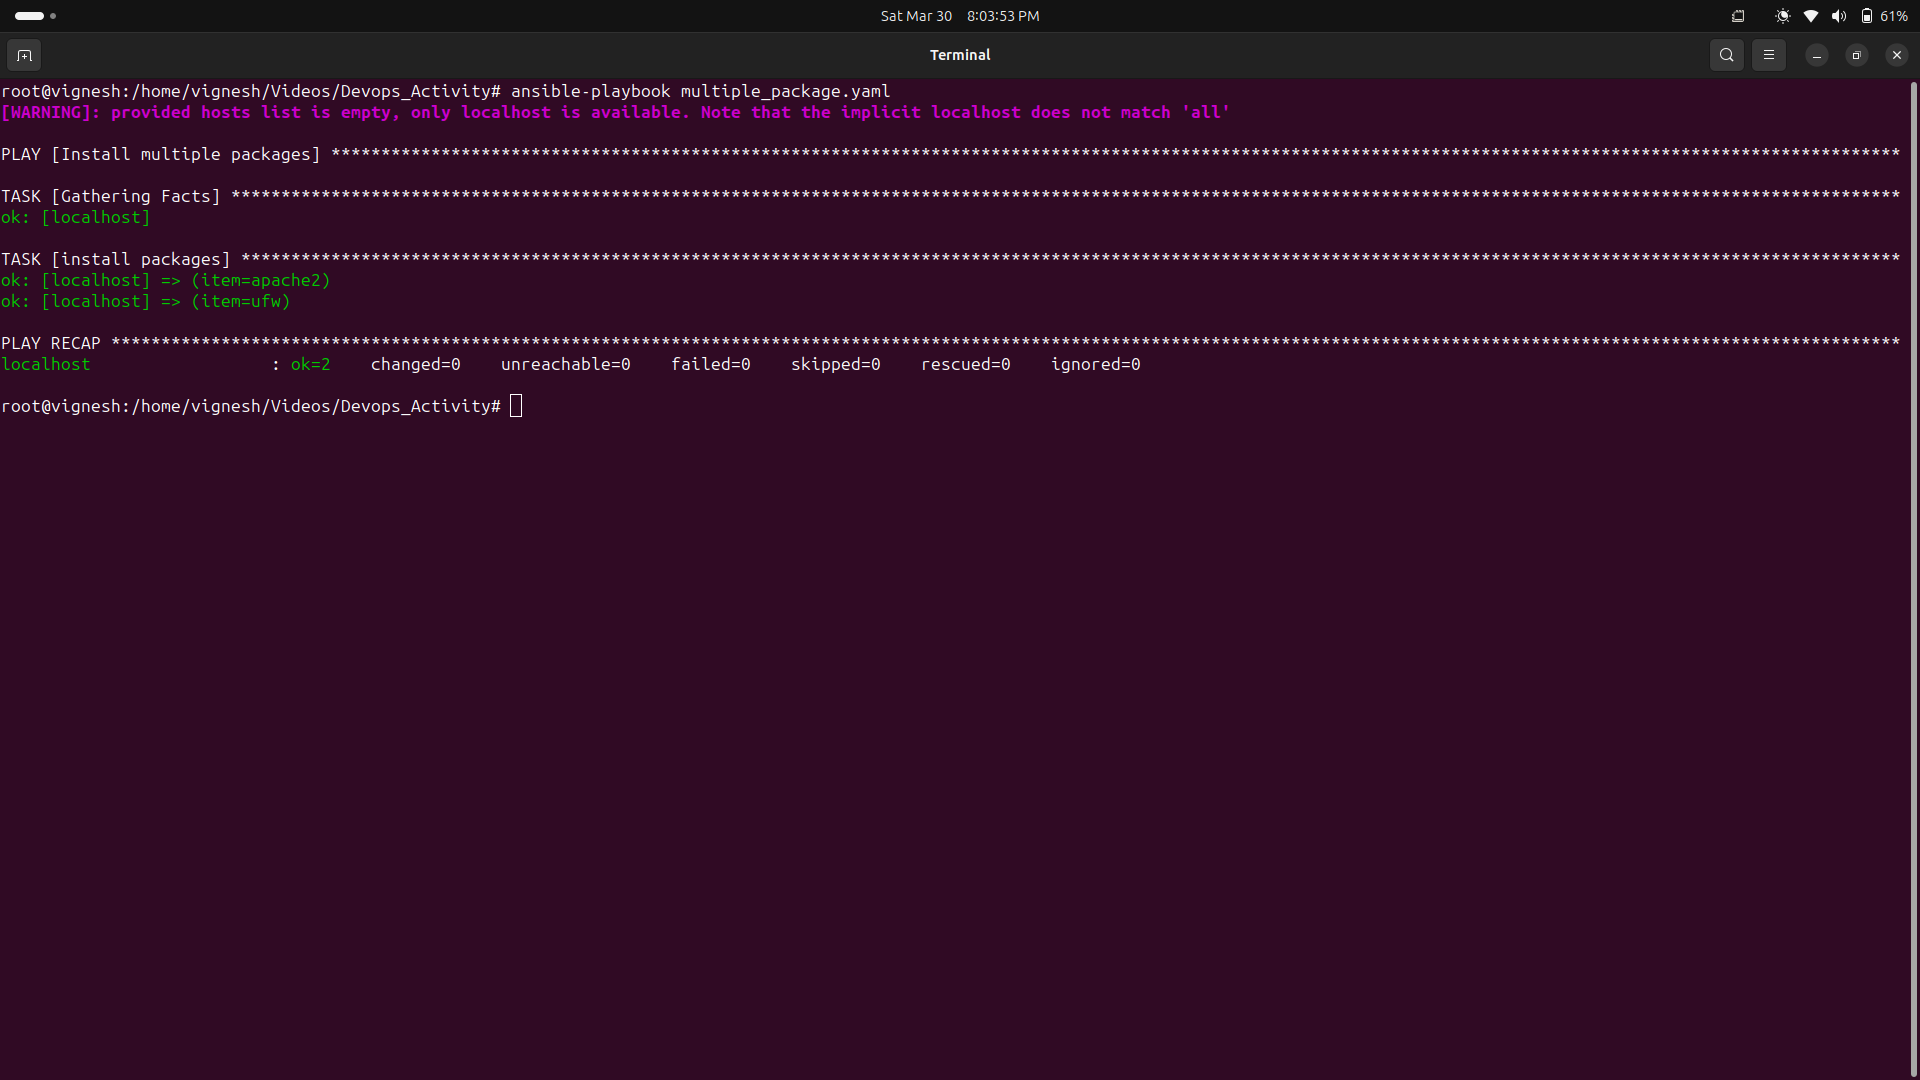 Sat Mar 30 8:03:53 PM
61%
Terminal
root@vignesh:/home/vignesh/Videos/Devops_Activity# ansible-playbook multiple_package.yaml
[WARNING]: provided hosts list is empty, only localhost is available. Note that the implicit localhost does not match 'all'
PLAY [Install multiple packages] *************************************************************************************************************************************************************
TASK [Gathering Facts] ***********************************************************************************************************************************************************************
ok: [localhost]
TASK [install packages] **********************************************************************************************************************************************************************
ok: [localhost] => (item=apache2)
ok: [localhost] => (item=ufw)
PLAY RECAP ***********************************************************************************************************************************************************************************
localhost                  : ok=2    changed=0    unreachable=0    failed=0    skipped=0    rescued=0    ignored=0
root@vignesh:/home/vignesh/Videos/Devops_Activity#